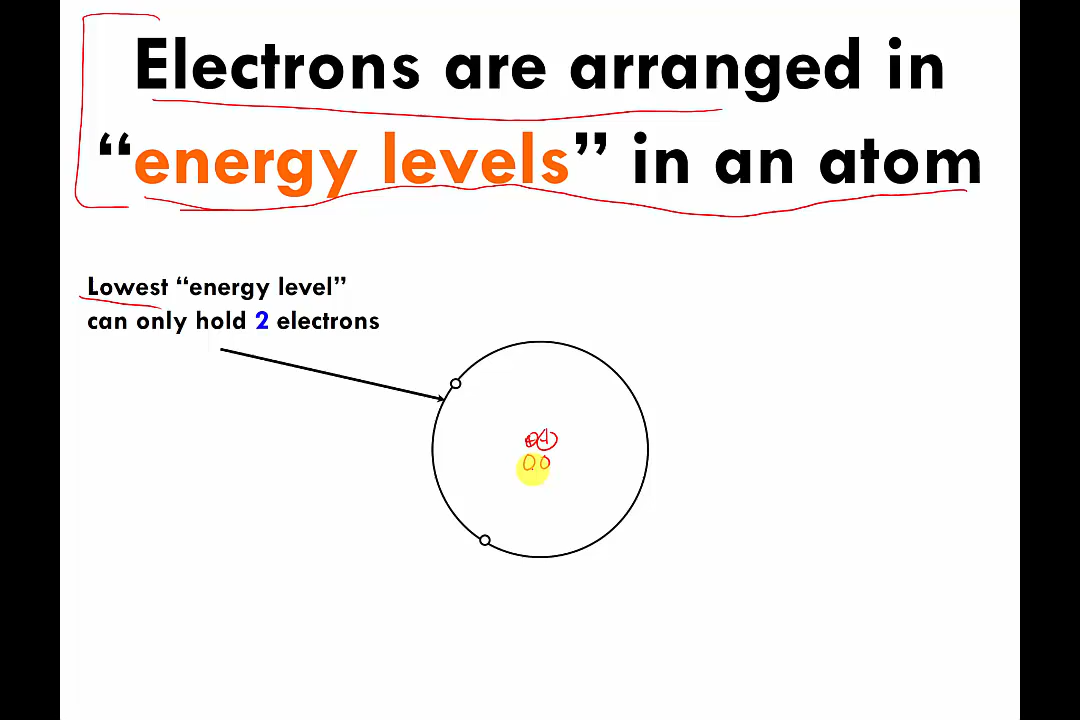 Electrons are arranged in
“energy levels” in an atom
Lowest “energy level”
can only hold 2 electrons